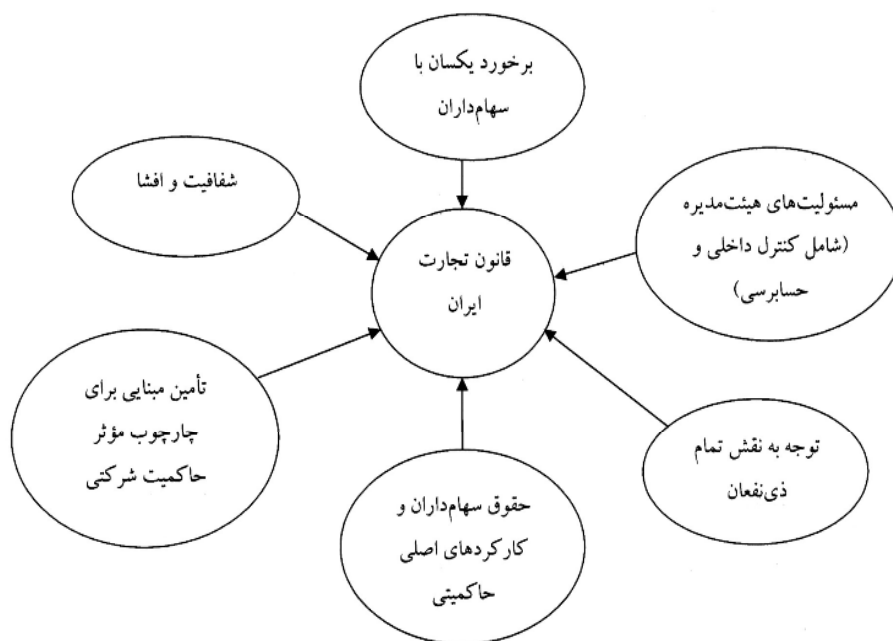 برخورد یکسان با
سهام‌داران
شفافیت و افشا
مسئولیت‌های هیئت‌مدیره
(شامل کنترل داخلی و
حسابرسی)
قانون تجارت
ایران
تأمین مبنایی برای
چارچوب مؤثر
حاکمیت شرکتی
توجه به نقش تمام
ذی‌نفعان
حقوق سهام‌داران و
کارکردهای اصلی
حاکمیتی